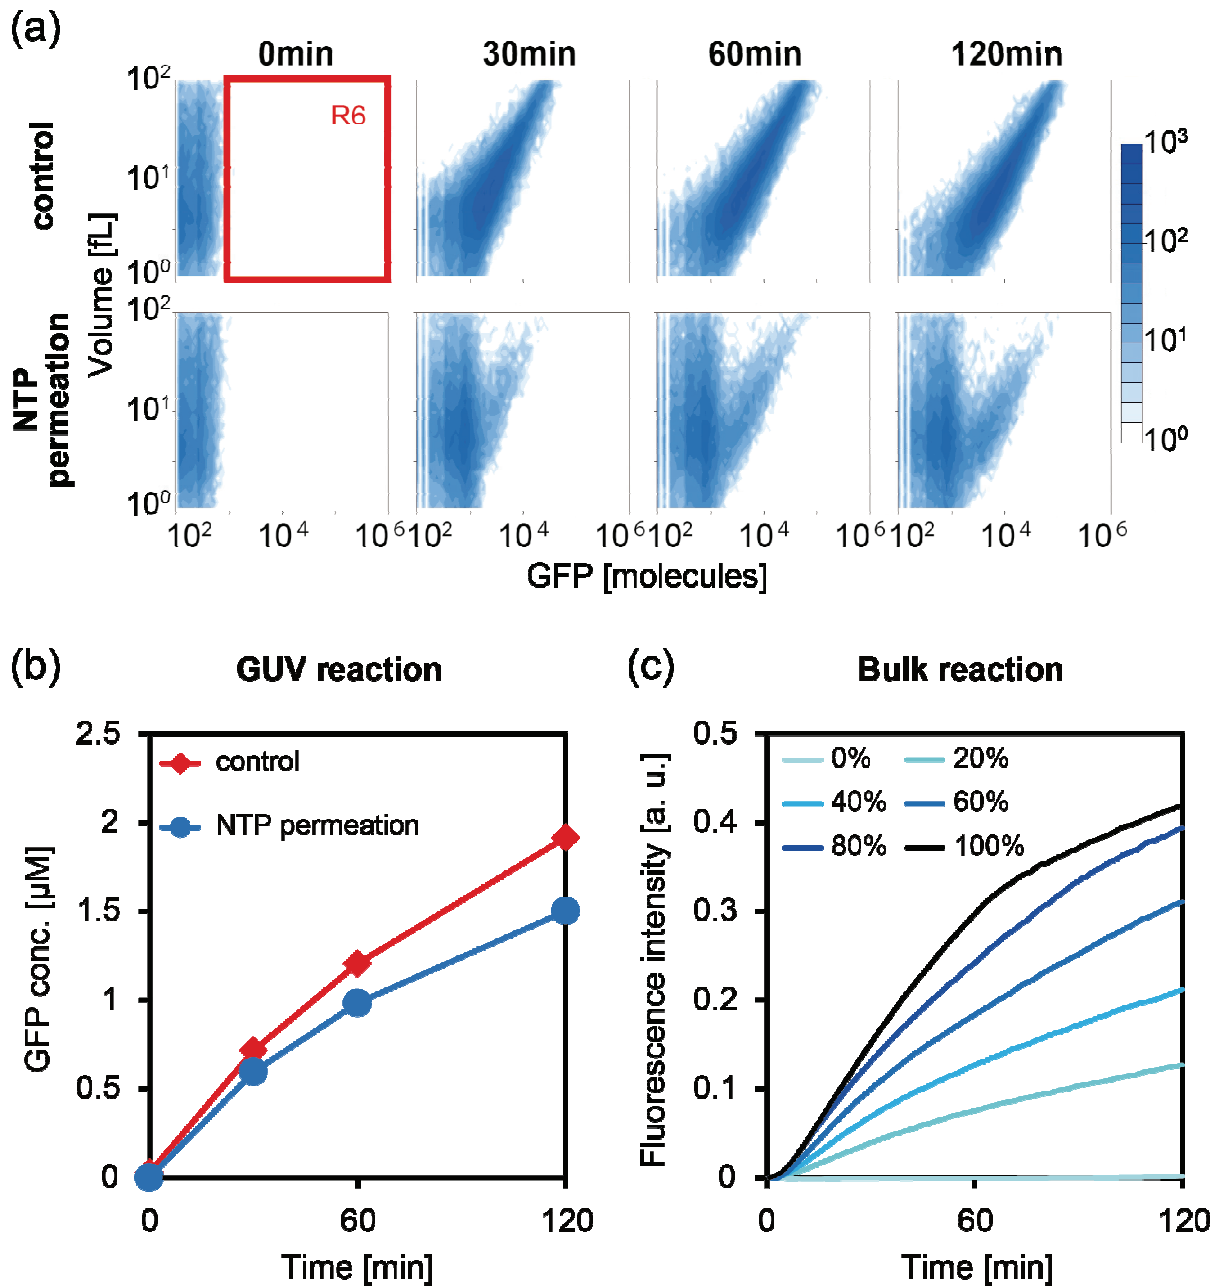 (a)
0min 30min 60min 120min
control
NTP
permeation
Volume [fL]
10²
10¹
10⁰
R6
10²
10¹
10⁰
10² 10⁴ 10⁶ 10² 10⁴ 10⁶ 10² 10⁴ 10⁶ 10² 10⁴ 10⁶
GFP [molecules]
10³
10²
10¹
10⁰
(b)
GUV reaction
GFP conc. [µM]
2.5
2
1.5
1
0.5
0
control
NTP permeation
0 60 120
Time [min]
(c)
Bulk reaction
Fluorescence intensity [a. u.]
0.5
0.4
0.3
0.2
0.1
0
0% 20%
40% 60%
80% 100%
0 60 120
Time [min]